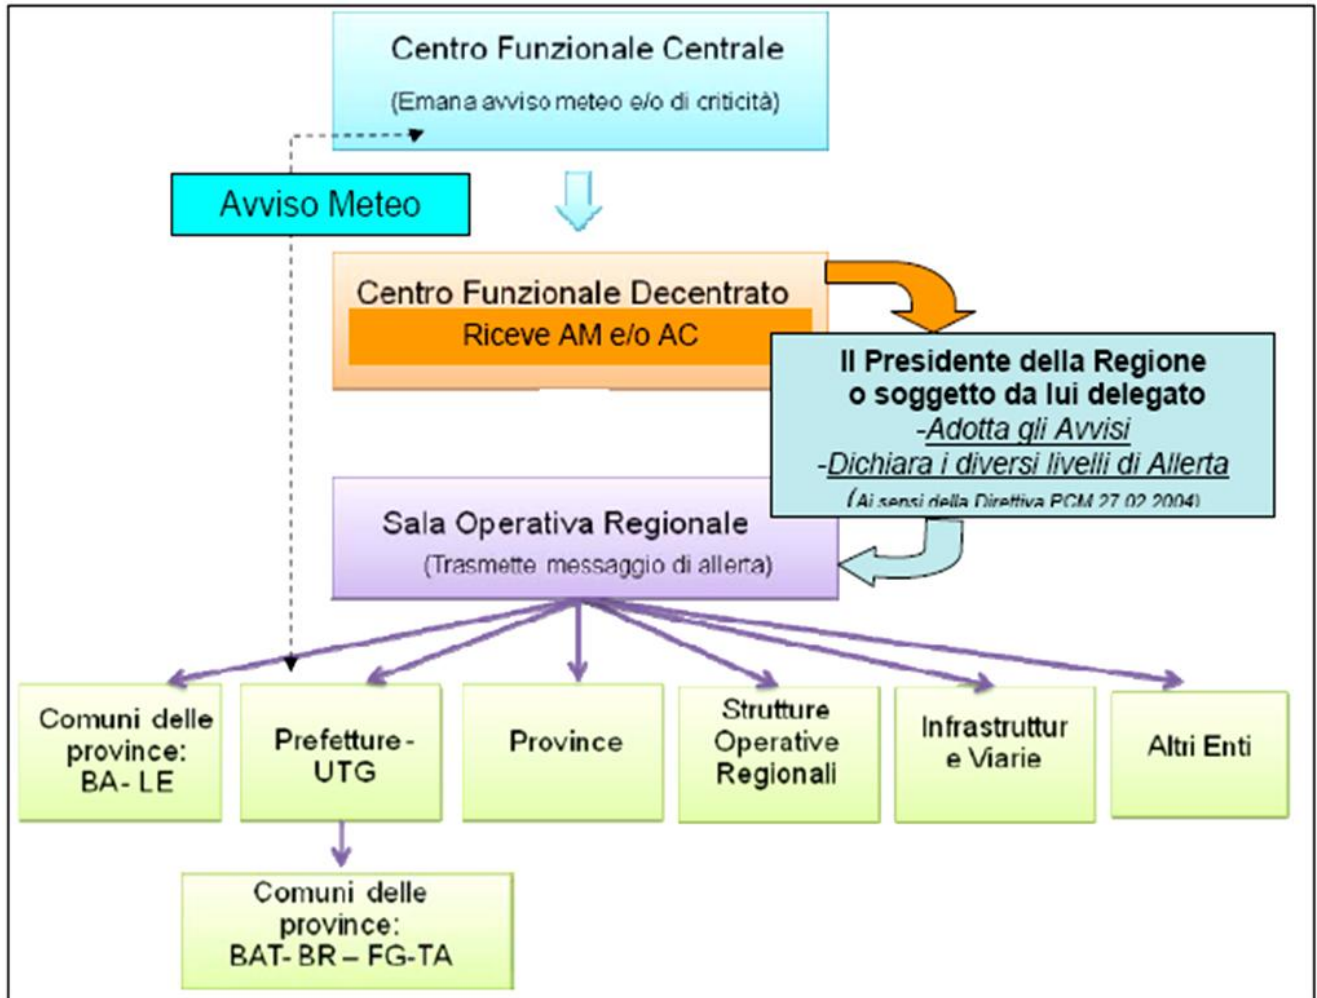 Centro Funzionale Centrale
(Emana avviso meteo e/o di criticità)
Avviso Meteo
Centro Funzionale Decentrato
Riceve AM e/o AC
Il Presidente della Regione
o soggetto da lui delegato
-Adotta gli Avvisi
-Dichiara i diversi livelli di Allerta
(Ai sensi della Direttiva PCM 27.02.2004)
Sala Operativa Regionale
(Trasmette messaggio di allerta)
Comuni delle
province:
BA- LE
Prefetture-
UTG
Province
Strutture
Operative
Regionali
Infrastruttur
e Viarie
Altri Enti
Comuni delle
province:
BAT- BR – FG-TA